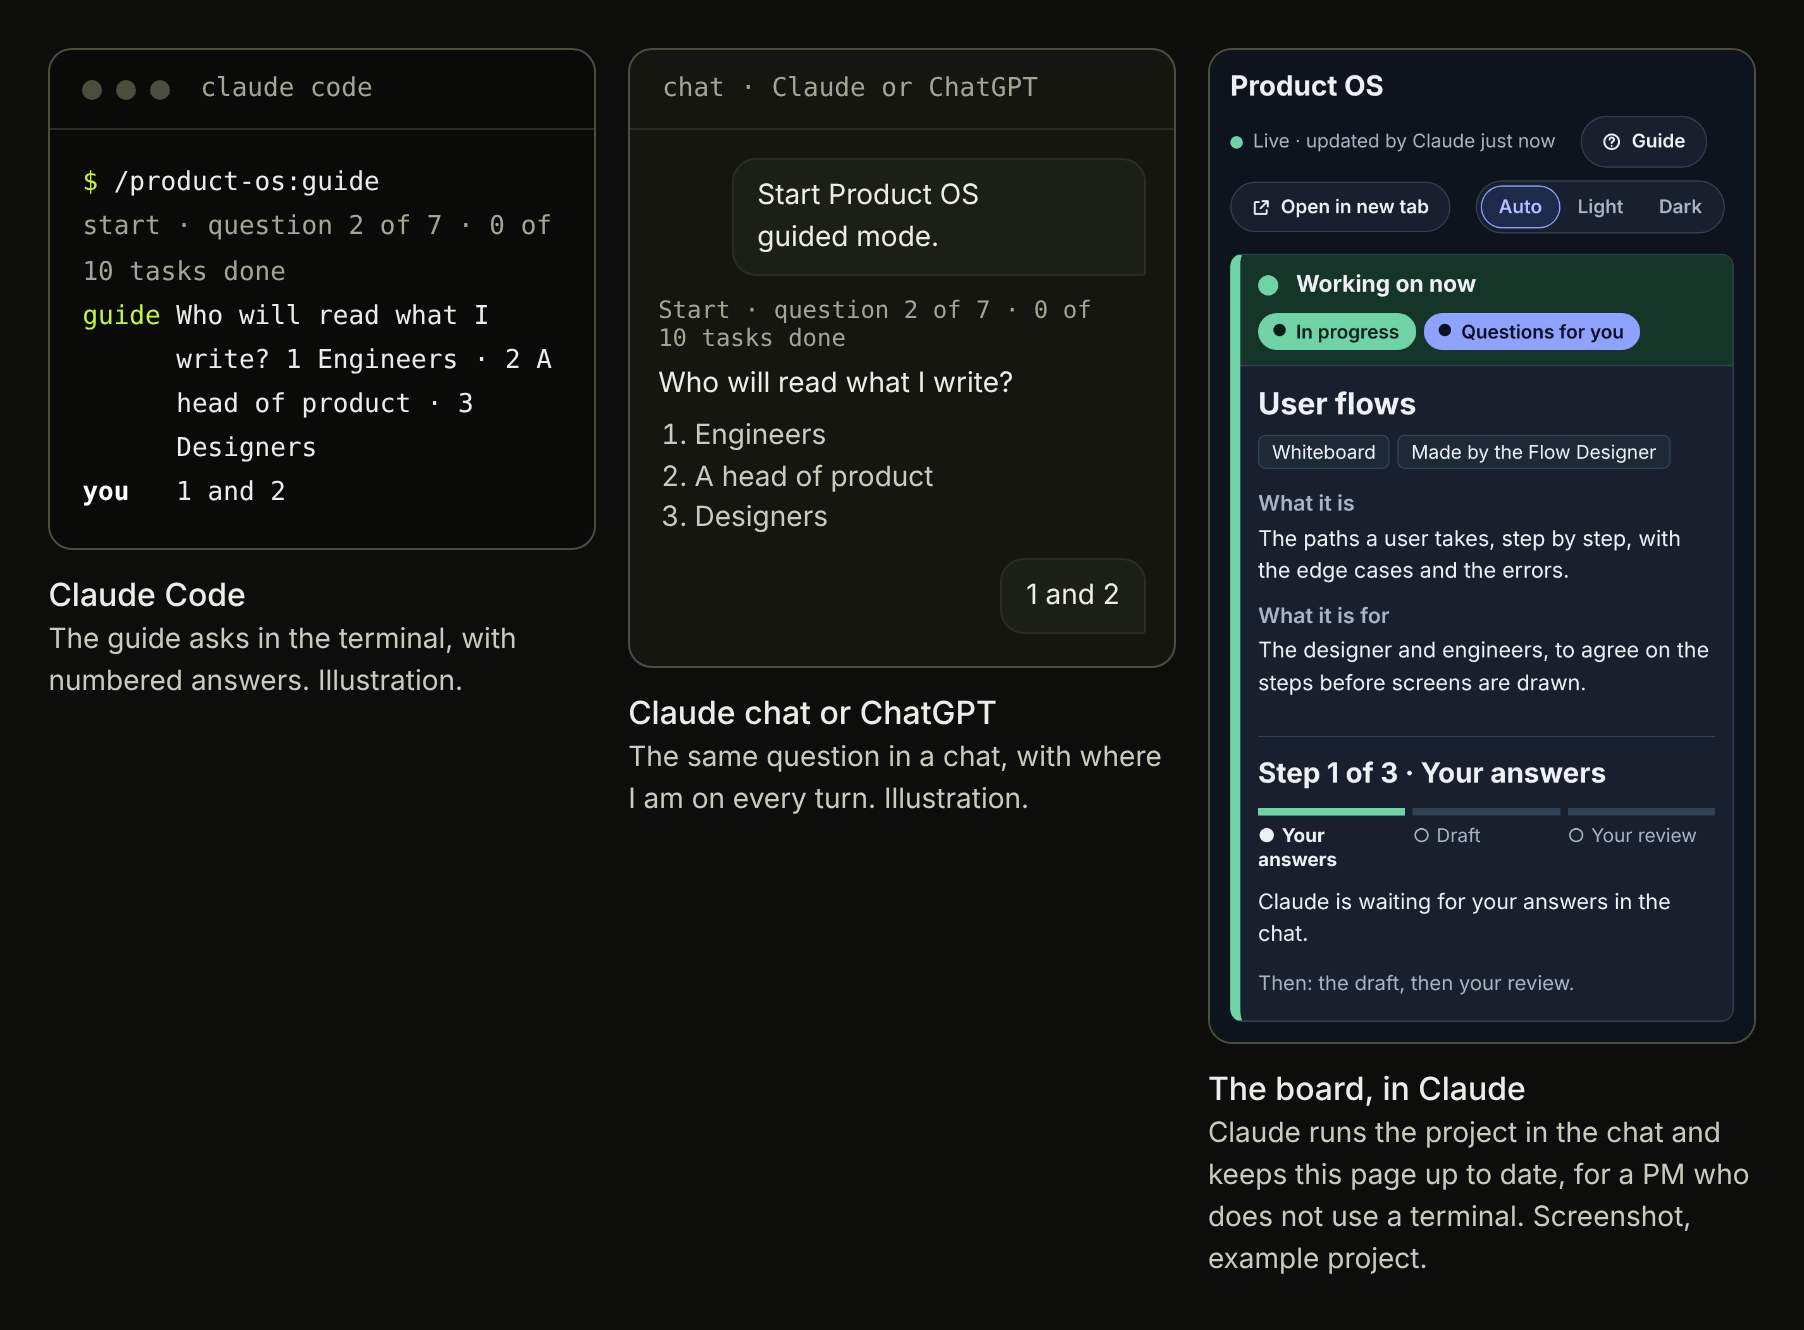 claude code
$ /product-os:guide
start · question 2 of 7 · 0 of
10 tasks done
guide Who will read what I
write? 1 Engineers · 2 A
head of product · 3
Designers
you 1 and 2
Claude Code
The guide asks in the terminal, with
numbered answers. Illustration.
chat · Claude or ChatGPT
Start Product OS
guided mode.
Start · question 2 of 7 · 0 of
10 tasks done
Who will read what I write?
1. Engineers
2. A head of product
3. Designers
1 and 2
Claude chat or ChatGPT
The same question in a chat, with where
I am on every turn. Illustration.
Product OS
Live · updated by Claude just now
Guide
Open in new tab
Auto Light Dark
Working on now
In progress Questions for you
User flows
Whiteboard Made by the Flow Designer
What it is
The paths a user takes, step by step, with
the edge cases and the errors.
What it is for
The designer and engineers, to agree on the
steps before screens are drawn.
Step 1 of 3 · Your answers
Your
answers
Draft
Your review
Claude is waiting for your answers in the
chat.
Then: the draft, then your review.
The board, in Claude
Claude runs the project in the chat and
keeps this page up to date, for a PM who
does not use a terminal. Screenshot,
example project.